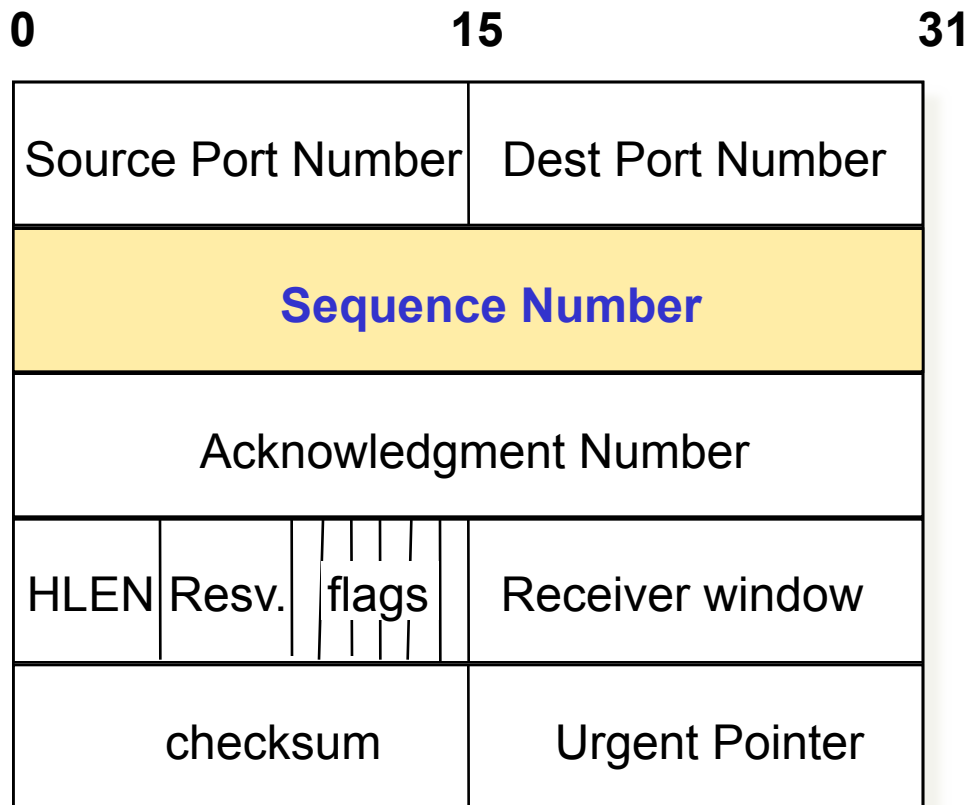 0 15 31
Source Port Number Dest Port Number
Sequence Number
Acknowledgment Number
HLEN Resv. flags Receiver window
checksum Urgent Pointer